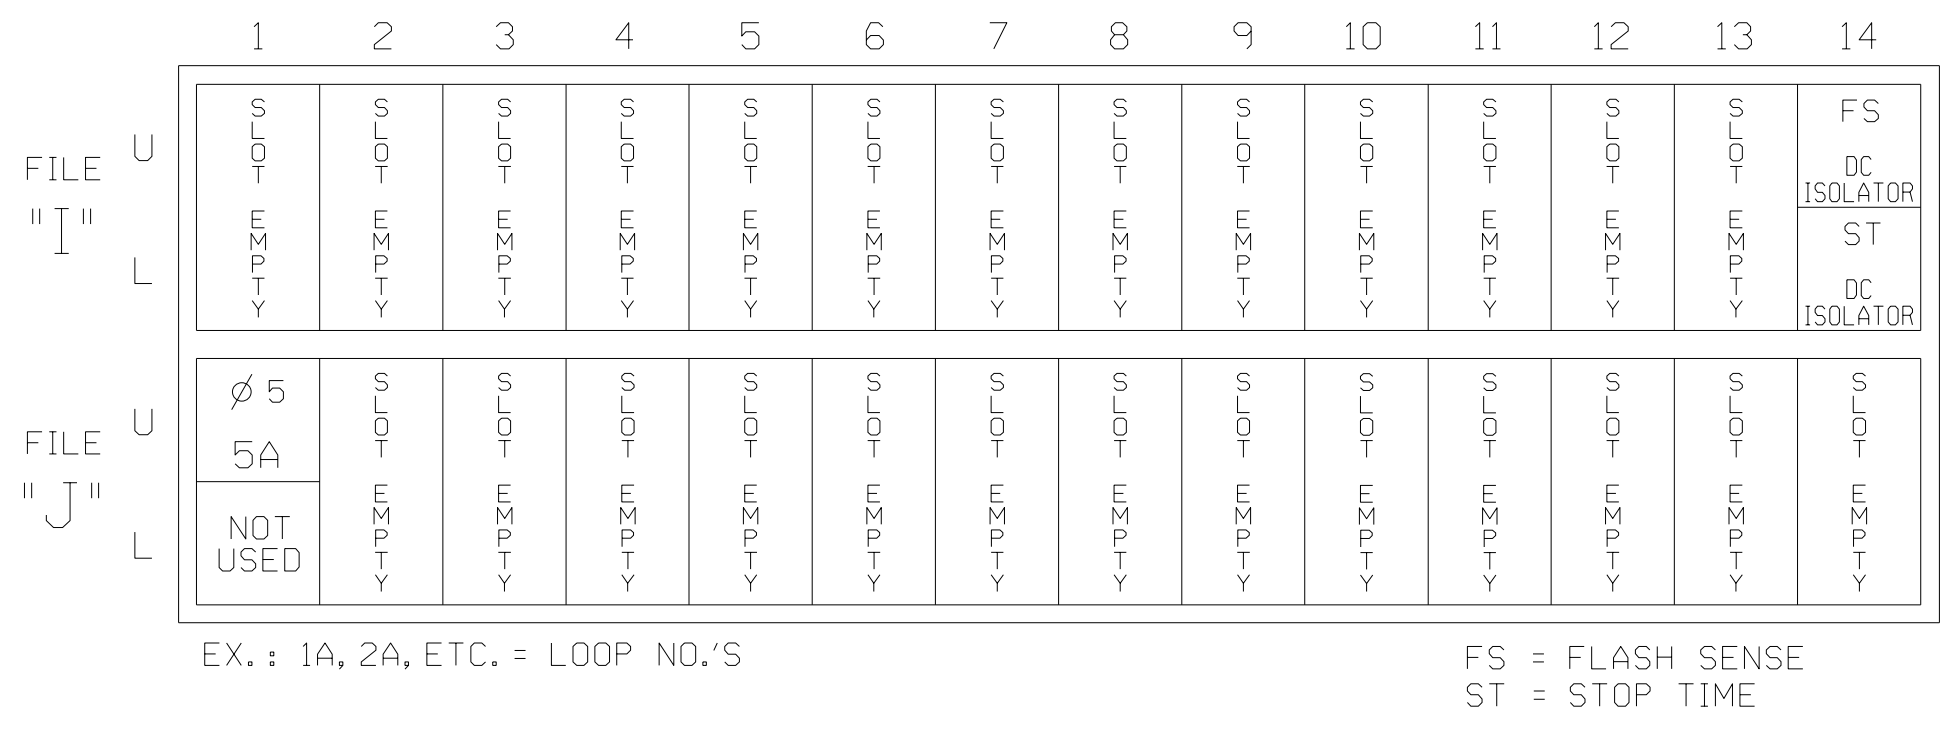 1 2 3 4 5 6 7 8 9 10 11 12 13 14
FILE "I"
U
L
SLOT EMPTY
SLOT EMPTY
SLOT EMPTY
SLOT EMPTY
SLOT EMPTY
SLOT EMPTY
SLOT EMPTY
SLOT EMPTY
SLOT EMPTY
SLOT EMPTY
SLOT EMPTY
SLOT EMPTY
SLOT EMPTY
FS
DC
ISOLATOR
ST
DC
ISOLATOR
FILE
"J"
U
L
Ø 5
5A
NOT
USED
SLOT EMPTY
SLOT EMPTY
SLOT EMPTY
SLOT EMPTY
SLOT EMPTY
SLOT EMPTY
SLOT EMPTY
SLOT EMPTY
SLOT EMPTY
SLOT EMPTY
SLOT EMPTY
SLOT EMPTY
SLOT EMPTY
EX.: 1A, 2A, ETC. = LOOP NO.'S
FS = FLASH SENSE
ST = STOP TIME